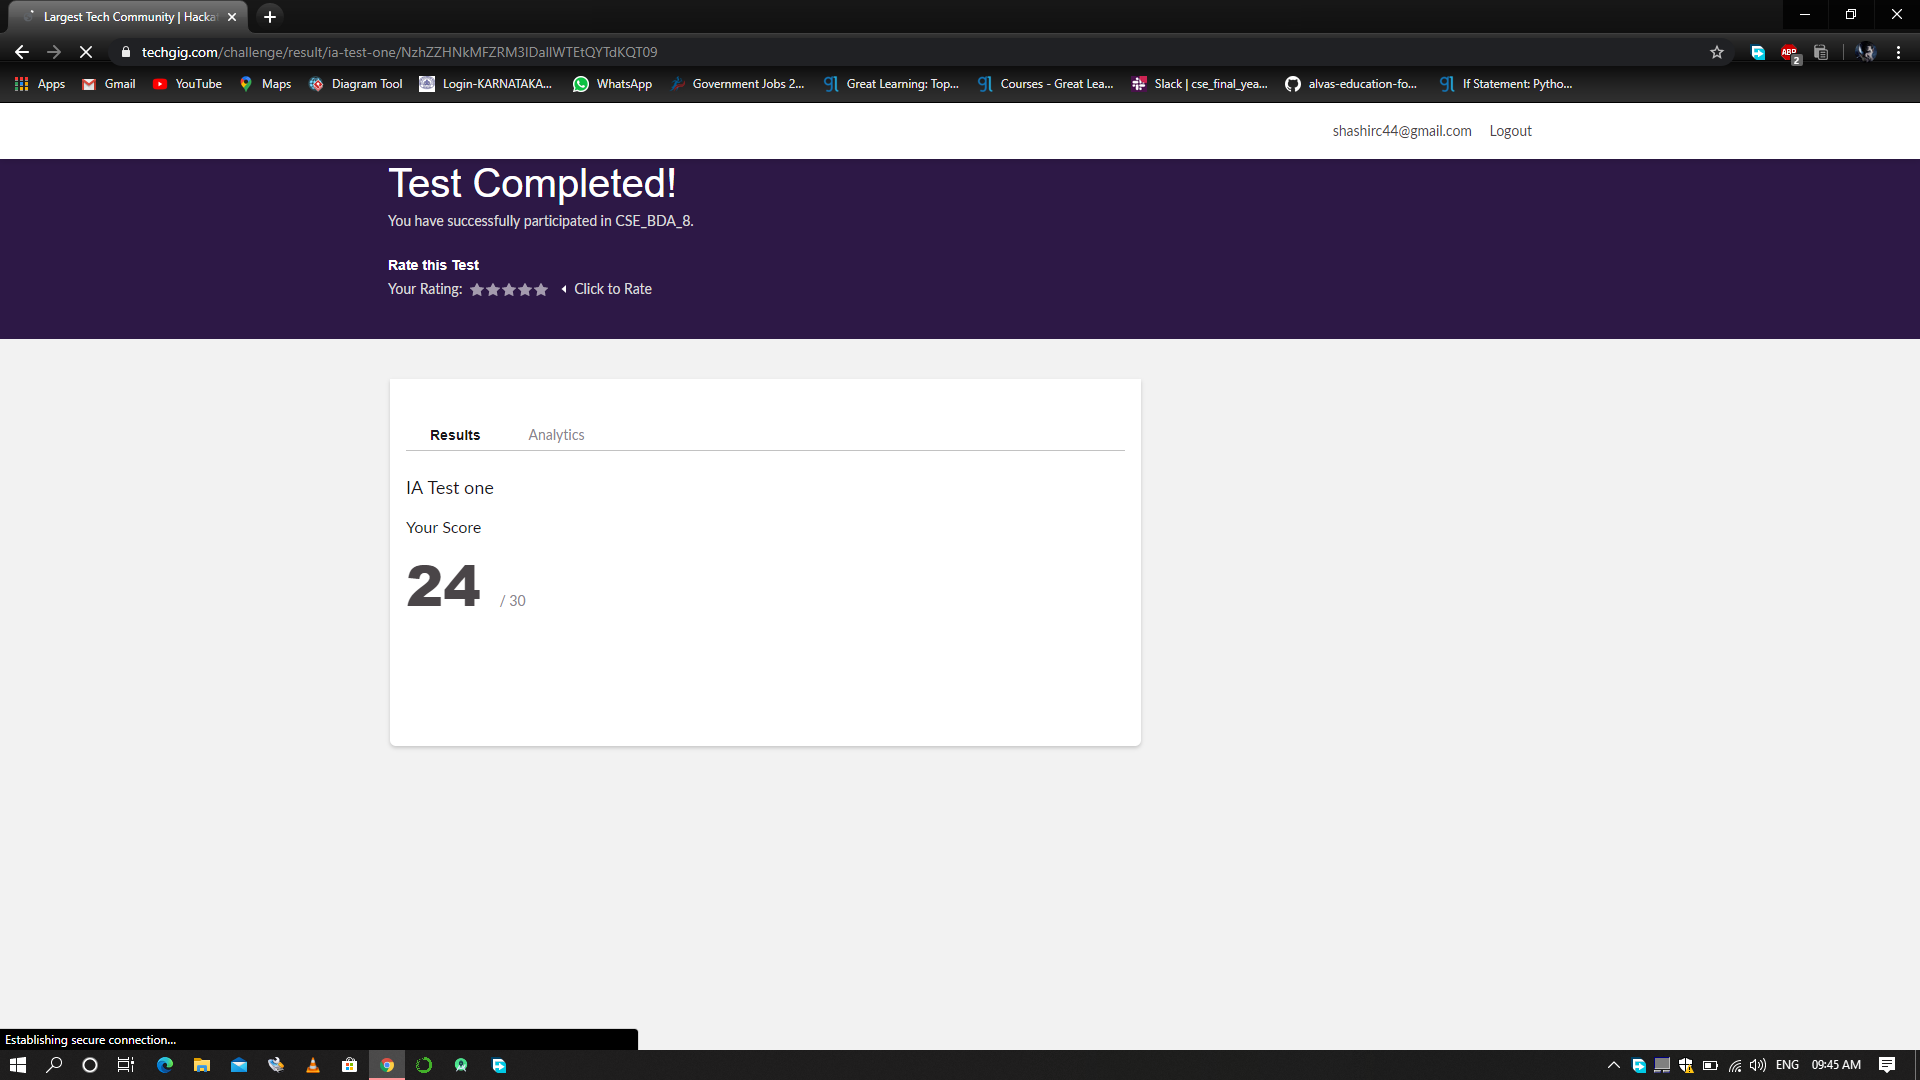 Largest Tech Community | Hacka
techgig.com/challenge/result/ia-test-one/NzhZZHNkMFZRM3lDallWTEtQYTdKQT09
ABP 2
Apps Gmail YouTube Maps Diagram Tool Login-KARNATAKA... WhatsApp Government Jobs 2... Great Learning: Top... Courses - Great Lea... Slack | cse_final_yea... alvas-education-fo... If Statement: Pytho...
shashirc44@gmail.com Logout
Test Completed!
You have successfully participated in CSE_BDA_8.
Rate this Test
Your Rating: Click to Rate
Results Analytics
IA Test one
Your Score
24 / 30
Establishing secure connection...
ENG 09:45 AM